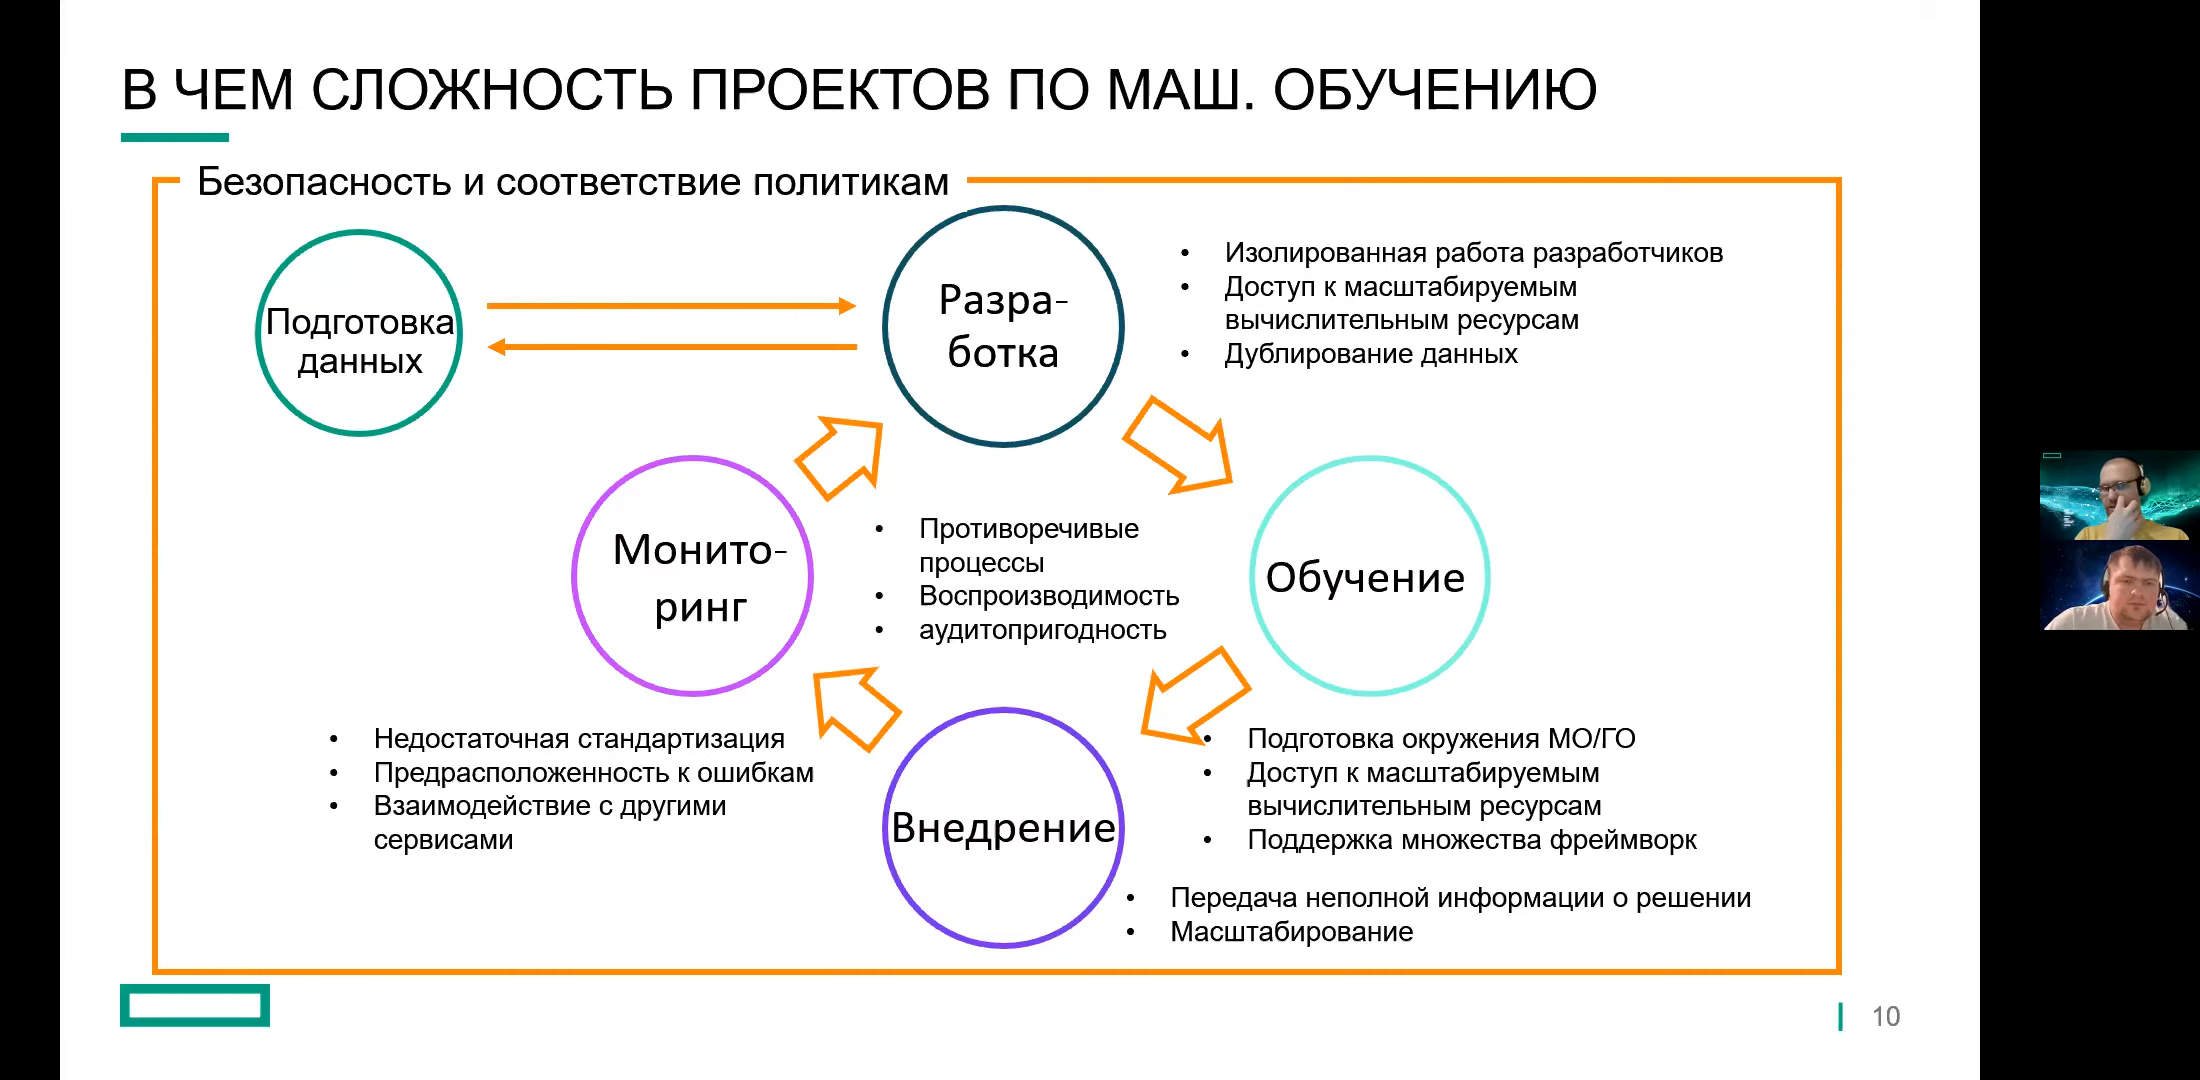 В ЧЕМ СЛОЖНОСТЬ ПРОЕКТОВ ПО МАШ. ОБУЧЕНИЮ
Безопасность и соответствие политикам
Подготовка
данных
Разра-
ботка
• Изолированная работа разработчиков
• Доступ к масштабируемым
вычислительным ресурсам
• Дублирование данных
Монито-
ринг
• Противоречивые
процессы
• Воспроизводимость
• аудитопригодность
Обучение
• Недостаточная стандартизация
• Предрасположенность к ошибкам
• Взаимодействие с другими
сервисами
Внедрение
• Подготовка окружения МО/ГО
• Доступ к масштабируемым
вычислительным ресурсам
• Поддержка множества фреймворк
• Передача неполной информации о решении
• Масштабирование
10